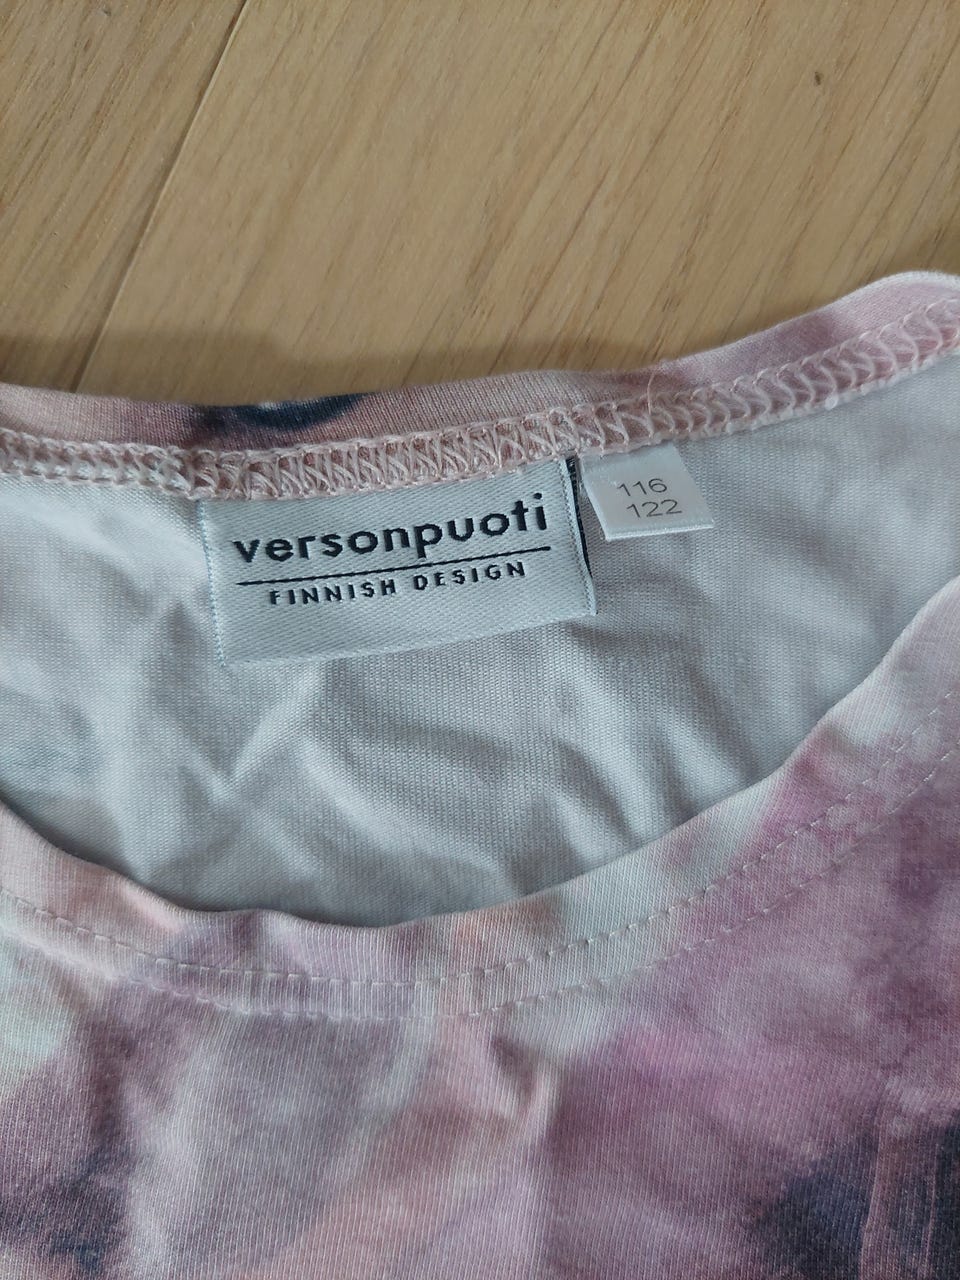 versonpuoti
FINNISH DESIGN
116
122